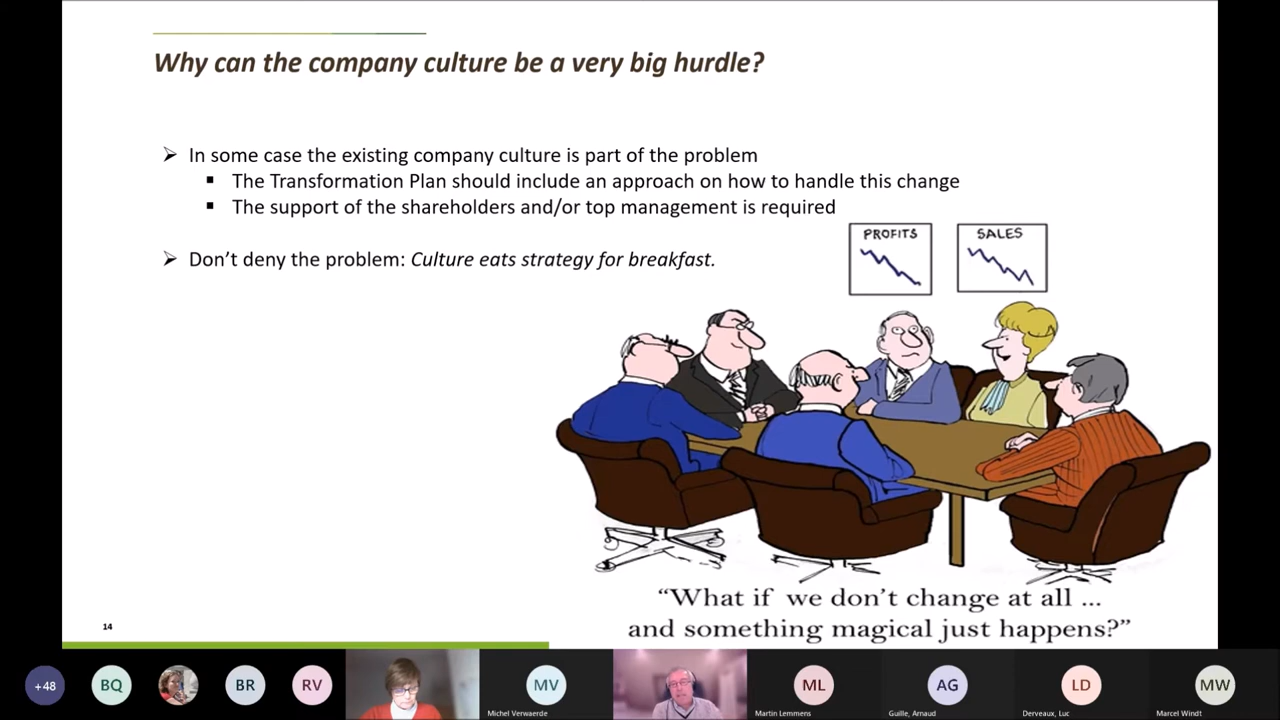 Why can the company culture be a very big hurdle?
In some case the existing company culture is part of the problem
The Transformation Plan should include an approach on how to handle this change
The support of the shareholders and/or top management is required
Don't deny the problem: Culture eats strategy for breakfast.
PROFITS
SALES
“What if we don't change at all ...
and something magical just happens?”
14
+48
BQ
BR
RV
MV
Michel Verwaerde
ML
Martin Lemmens
AG
Guille, Arnaud
LD
Derveaux, Luc
MW
Marcel Windt